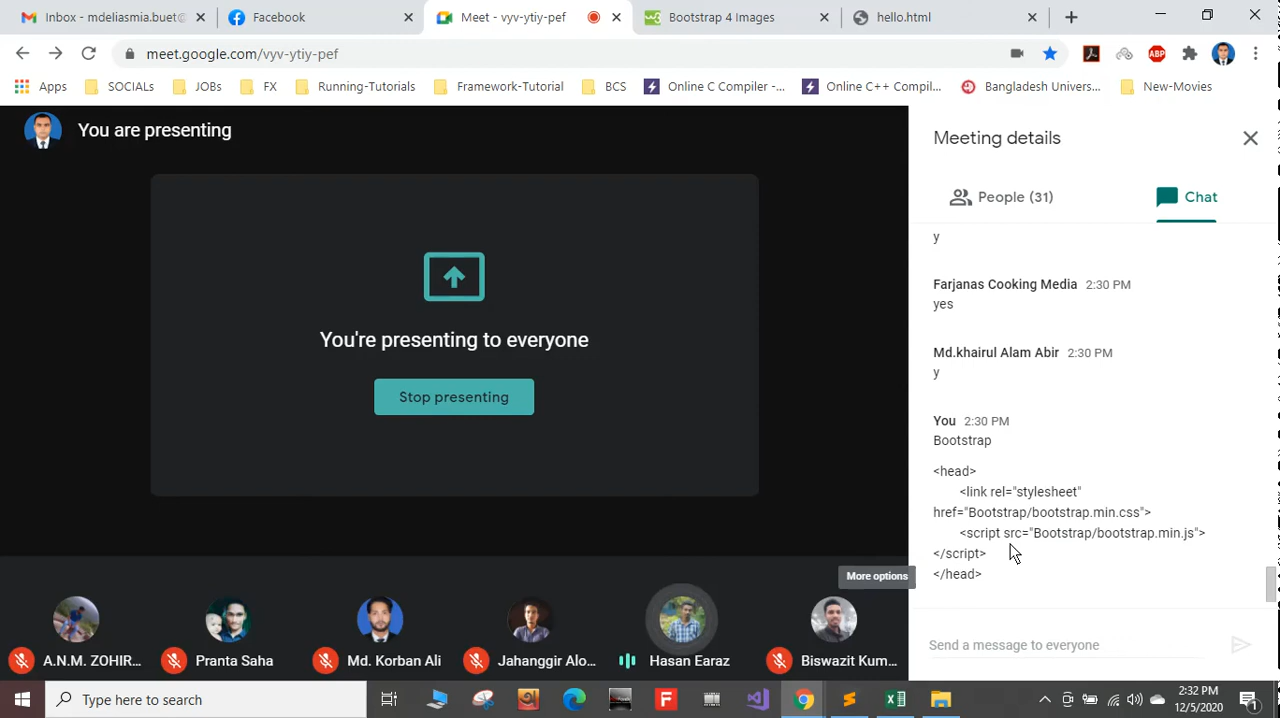 Inbox - mdeliasmia.buet@
Facebook
Meet - vyv-ytiy-pef
Bootstrap 4 Images
hello.html
meet.google.com/vyv-ytiy-pef
ABP
Apps
SOCIALs
JOBs
FX
Running-Tutorials
Framework-Tutorial
BCS
Online C Compiler -...
Online C++ Compil...
Bangladesh Univers...
New-Movies
You are presenting
You're presenting to everyone
Stop presenting
More options
A.N.M. ZOHIR...
Pranta Saha
Md. Korban Ali
Jahanggir Alo...
Hasan Earaz
Biswazit Kum...
Meeting details
People (31)
Chat
y
Farjanas Cooking Media 2:30 PM
yes
Md.khairul Alam Abir 2:30 PM
y
You 2:30 PM
Bootstrap
<head>
<link rel="stylesheet"
href="Bootstrap/bootstrap.min.css">
<script src="Bootstrap/bootstrap.min.js">
</script>
</head>
Send a message to everyone
Type here to search
2:32 PM
12/5/2020
1